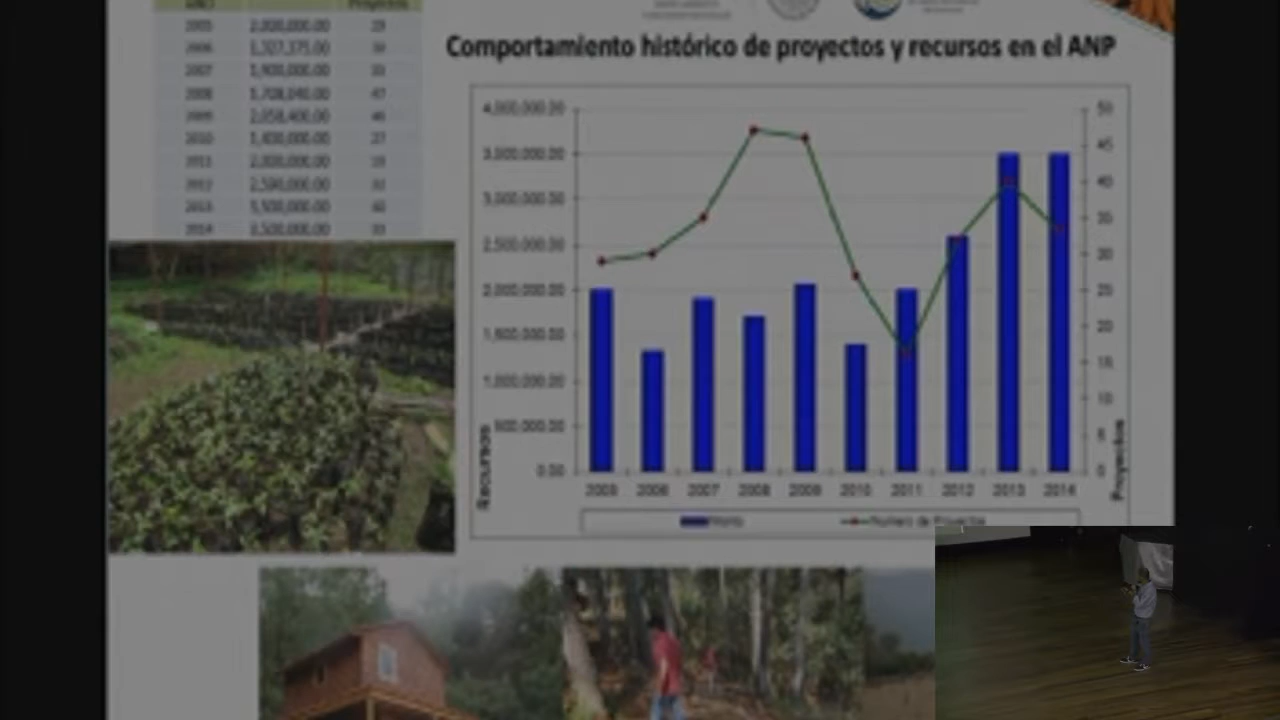 AÑO Proyectos
2005 2,000,000.00 29
2006 1,327,375.00 30
2007 1,900,000.00 35
2008 1,708,040.00 47
2009 2,058,400.00 46
2010 1,400,000.00 27
2011 2,000,000.00
2012 2,590,000.00 32
2013 3,500,000.00 40
2014 3,500,000.00 33
Comportamiento histórico de proyectos y recursos en el ANP
4,000,000.00
3,500,000.00
3,000,000.00
2,500,000.00
2,000,000.00
1,500,000.00
1,000,000.00
500,000.00
0.00
Recursos
50
45
40
35
30
25
20
15
10
5
0
Proyectos
2005 2006 2007 2008 2009 2010 2011 2012 2013 2014
Monto Número de Proyectos